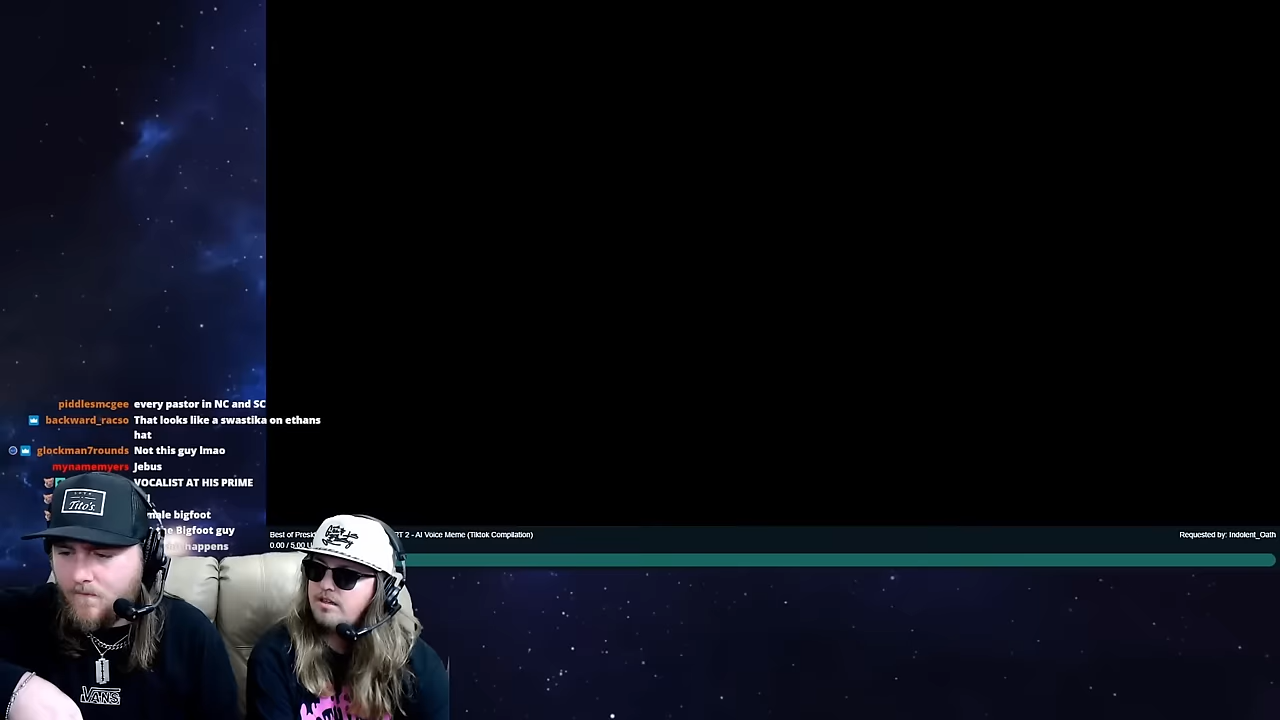 piddlesmcgee every pastor in NC and SC
backward_racso That looks like a swastika on ethans
hat
glockman7rounds Not this guy lmao
mynamemyers Jebus
VOCALIST AT HIS PRIME
bigfoot
the Bigfoot guy
happens
Best of 2 - AI Voice Meme (Tiktok Compilation)
Requested by: Indolent_Oath
0.00 / 5.00
Tito's
VANS